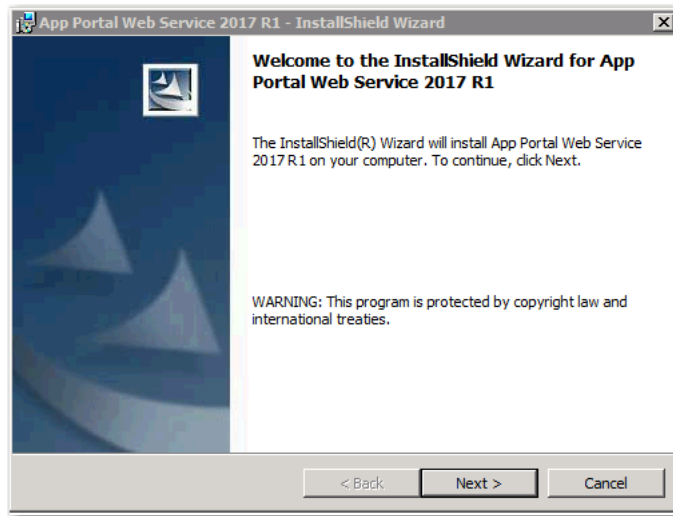 App Portal Web Service 2017 R1 - InstallShield Wizard
Welcome to the InstallShield Wizard for App
Portal Web Service 2017 R1
The InstallShield(R) Wizard will install App Portal Web Service
2017 R1 on your computer. To continue, click Next.
WARNING: This program is protected by copyright law and
international treaties.
< Back
Next >
Cancel